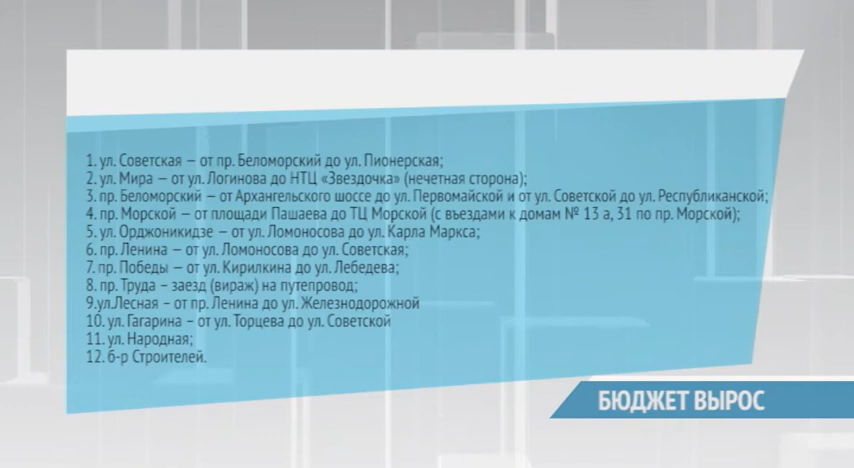 1. ул. Советская – от пр. Беломорский до ул. Пионерская;
2. ул. Мира – от ул. Логинова до НТЦ «Звездочка» (нечетная сторона);
3. пр. Беломорский – от Архангельского шоссе до ул. Первомайской и от ул. Советской до ул. Республиканской;
4. пр. Морской – от площади Пашаева до ТЦ Морской (с въездами к домам № 13 а, 31 по пр. Морской);
5. ул. Орджоникидзе – от ул. Ломоносова до ул. Карла Маркса;
6. пр. Ленина – от ул. Ломоносова до ул. Советская;
7. пр. Победы – от ул. Кирилкина до ул. Лебедева;
8. пр. Труда – заезд (вираж) на путепровод;
9.ул.Лесная – от пр. Ленина до ул. Железнодорожной
10. ул. Гагарина – от ул. Торцева до ул. Советской
11. ул. Народная;
12. б-р Строителей.
БЮДЖЕТ ВЫРОС